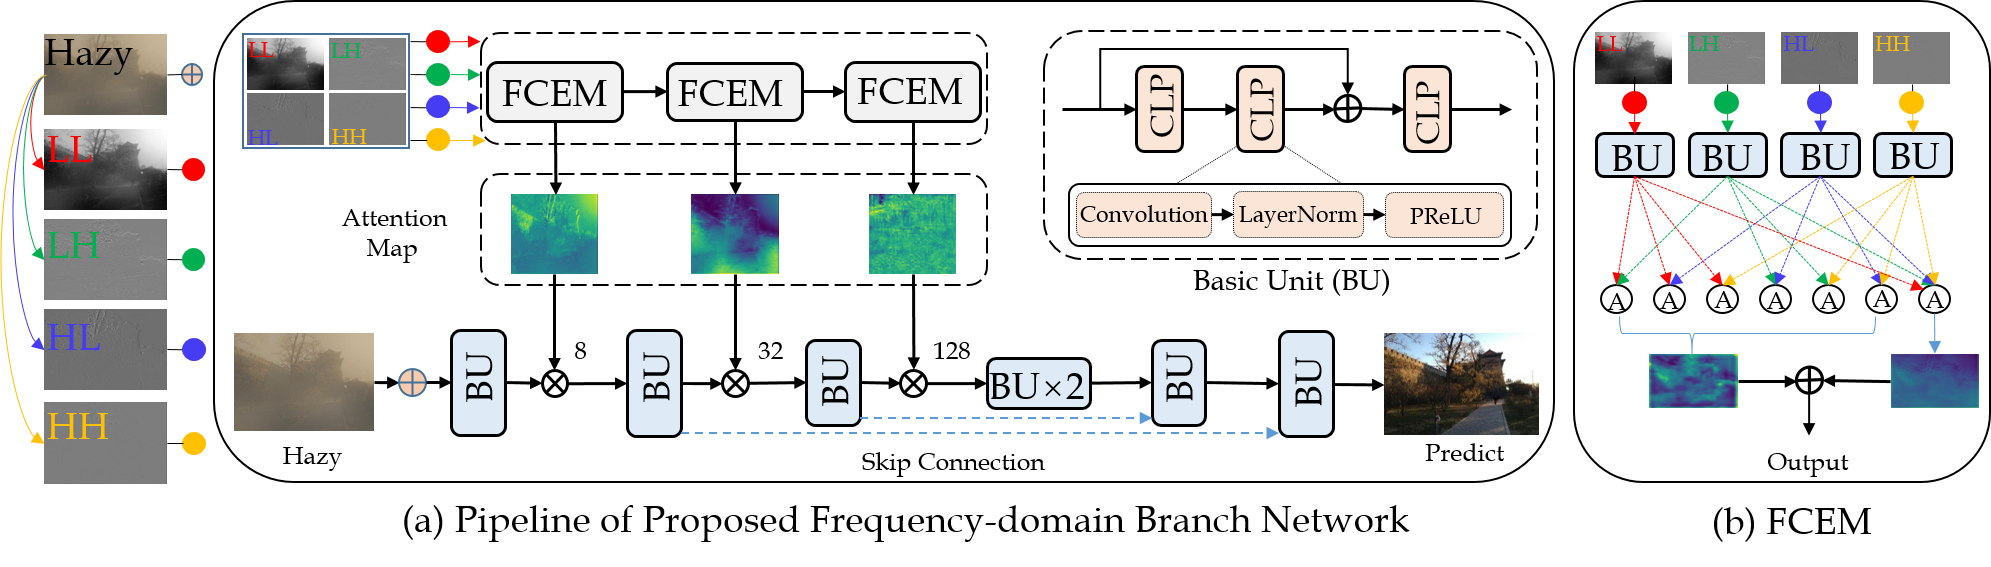 Hazy
LL
LH
HL
HH
LL
LH
HL
HH
FCEM
FCEM
FCEM
Attention
Map
CLP
CLP
CLP
Convolution
LayerNorm
PReLU
Basic Unit (BU)
BU
8
BU
32
BU
128
BU×2
BU
BU
Hazy
Skip Connection
Predict
(a) Pipeline of Proposed Frequency-domain Branch Network
LL
LH
HL
HH
BU
BU
BU
BU
A
A
A
A
A
A
A
Output
(b) FCEM